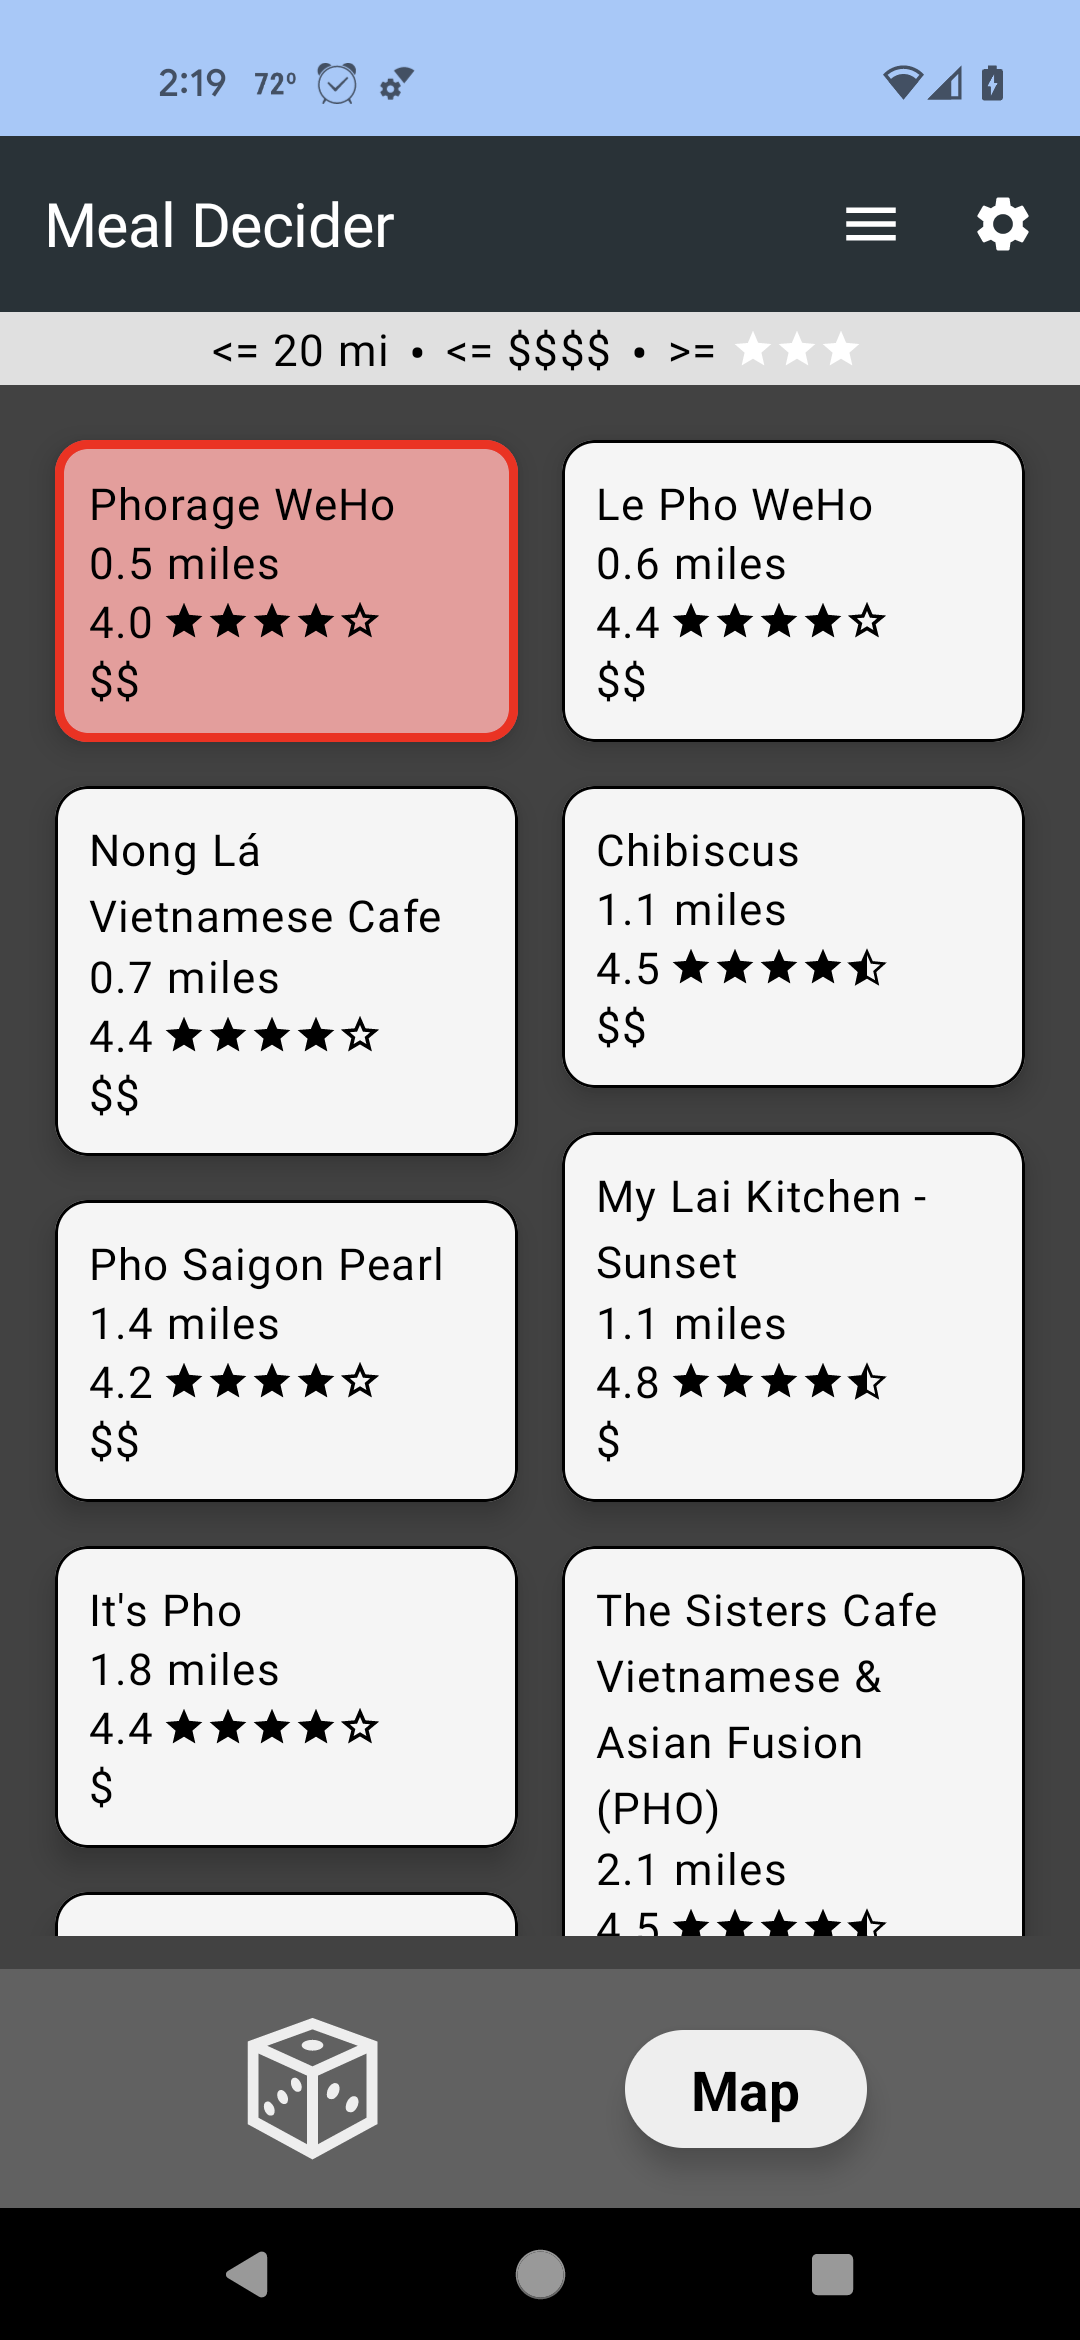 2:19 72º
Meal Decider
<= 20 mi • <= $$$$ • >= ★★★
Phorage WeHo
0.5 miles
4.0 ★★★★☆
$$
Le Pho WeHo
0.6 miles
4.4 ★★★★☆
$$
Nong Lá
Vietnamese Cafe
0.7 miles
4.4 ★★★★☆
$$
Chibiscus
1.1 miles
4.5 ★★★★⯪
$$
Pho Saigon Pearl
1.4 miles
4.2 ★★★★☆
$$
My Lai Kitchen -
Sunset
1.1 miles
4.8 ★★★★⯪
$
It's Pho
1.8 miles
4.4 ★★★★☆
$
The Sisters Cafe
Vietnamese &
Asian Fusion
(PHO)
2.1 miles
4.5 ★★★★⯪
Map